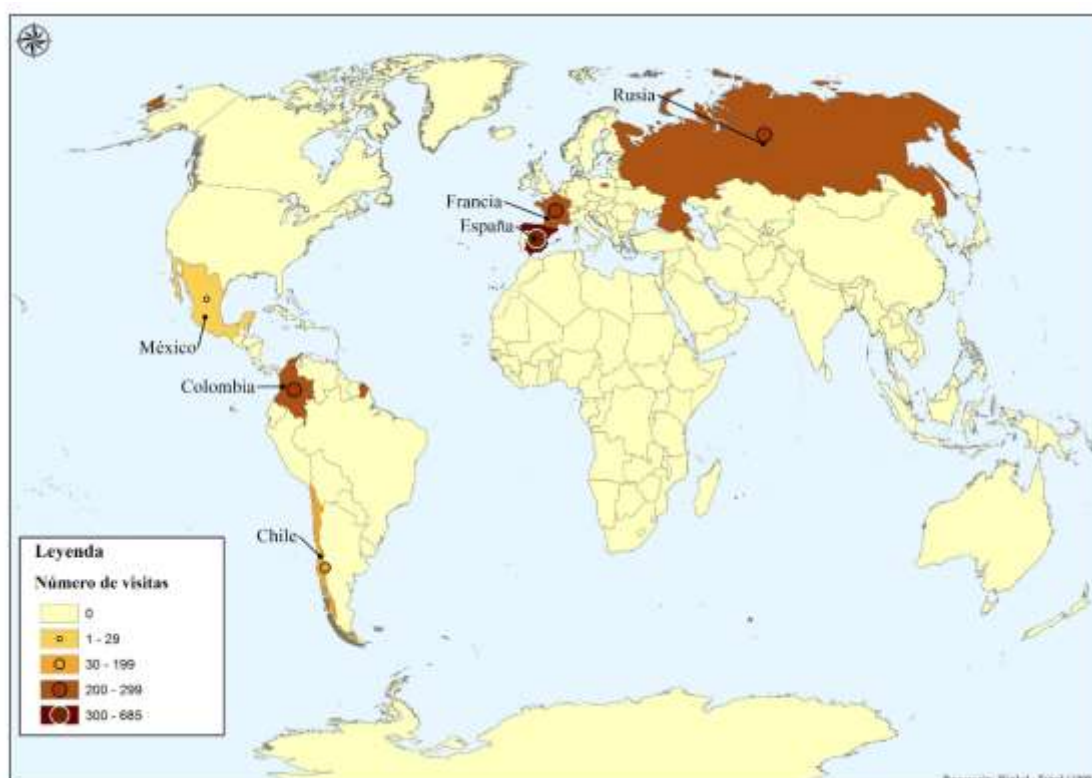 Rusia
Francia
España
México
Colombia
Chile
Leyenda
Número de visitas
0
1 - 29
30 - 199
200 - 299
300 - 685